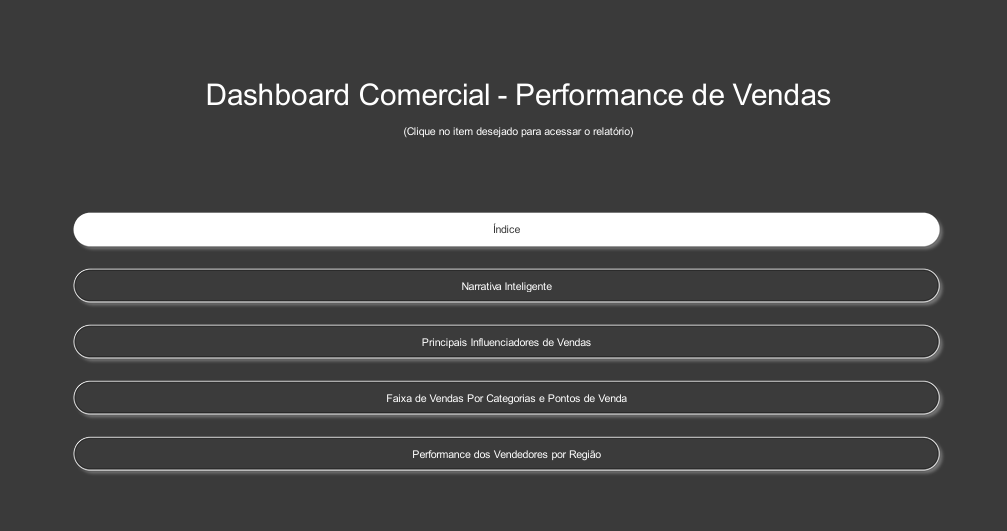 Dashboard Comercial - Performance de Vendas
(Clique no item desejado para acessar o relatório)
Índice
Narrativa Inteligente
Principais Influenciadores de Vendas
Faixa de Vendas Por Categorias e Pontos de Venda
Performance dos Vendedores por Região